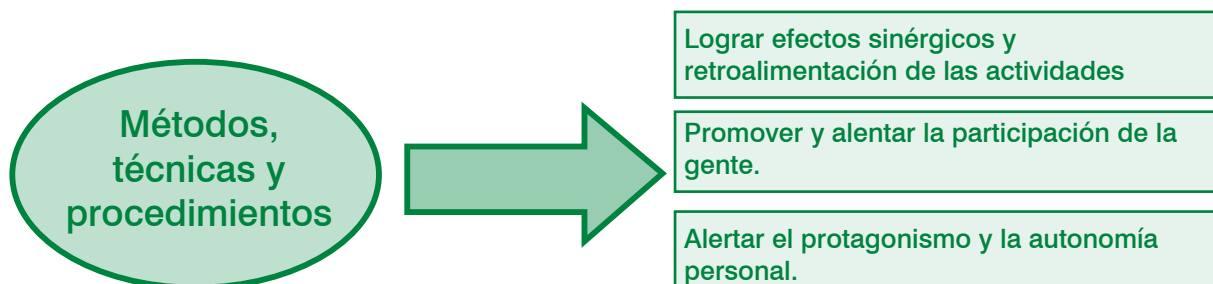 Métodos,
técnicas y
procedimientos
Lograr efectos sinérgicos y
retroalimentación de las actividades
Promover y alentar la participación de la
gente.
Alertar el protagonismo y la autonomía
personal.